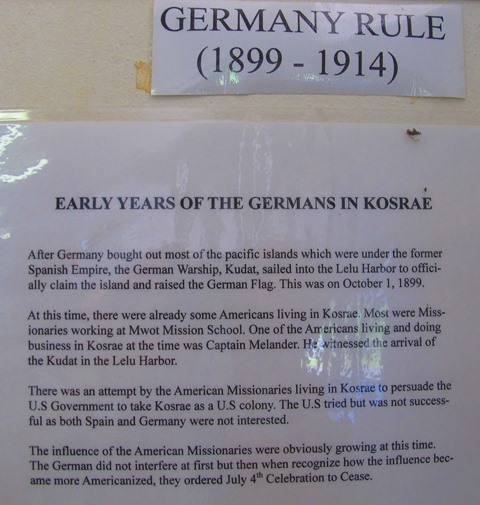 GERMANY RULE
(1899 - 1914)
EARLY YEARS OF THE GERMANS IN KOSRAE
After Germany bought out most of the pacific islands which were under the former
Spanish Empire, the German Warship, Kudat, sailed into the Lelu Harbor to offici-
ally claim the island and raised the German Flag. This was on October 1, 1899.
At this time, there were already some Americans living in Kosrae. Most were Miss-
ionaries working at Mwot Mission School. One of the Americans living and doing
business in Kosrae at the time was Captain Melander. He witnessed the arrival of
the Kudat in the Lelu Harbor.
There was an attempt by the American Missionaries living in Kosrae to persuade the
U.S Government to take Kosrae as a U.S colony. The U.S tried but was not success-
ful as both Spain and Germany were not interested.
The influence of the American Missionaries were obviously growing at this time.
The German did not interfere at first but then when recognize how the influence bec-
ame more Americanized, they ordered July 4th Celebration to Cease.